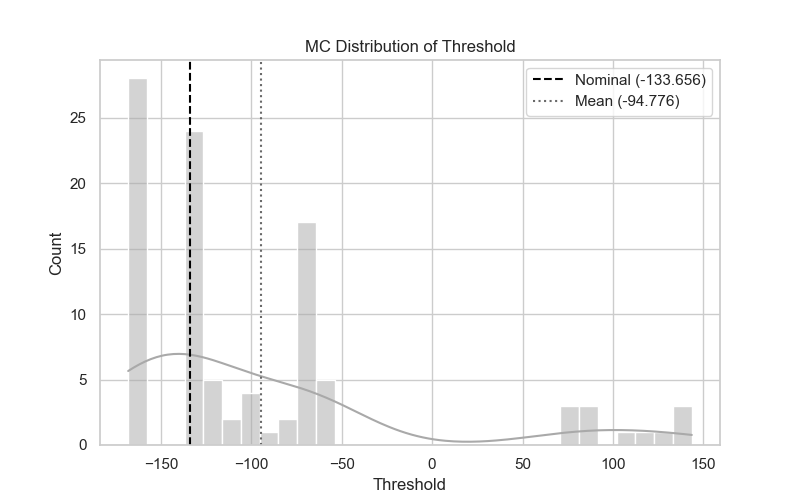 MC Distribution of Threshold
Nominal (-133.656)
Mean (-94.776)
Count
25
20
15
10
5
0
−150 −100 −50 0 50 100 150
Threshold